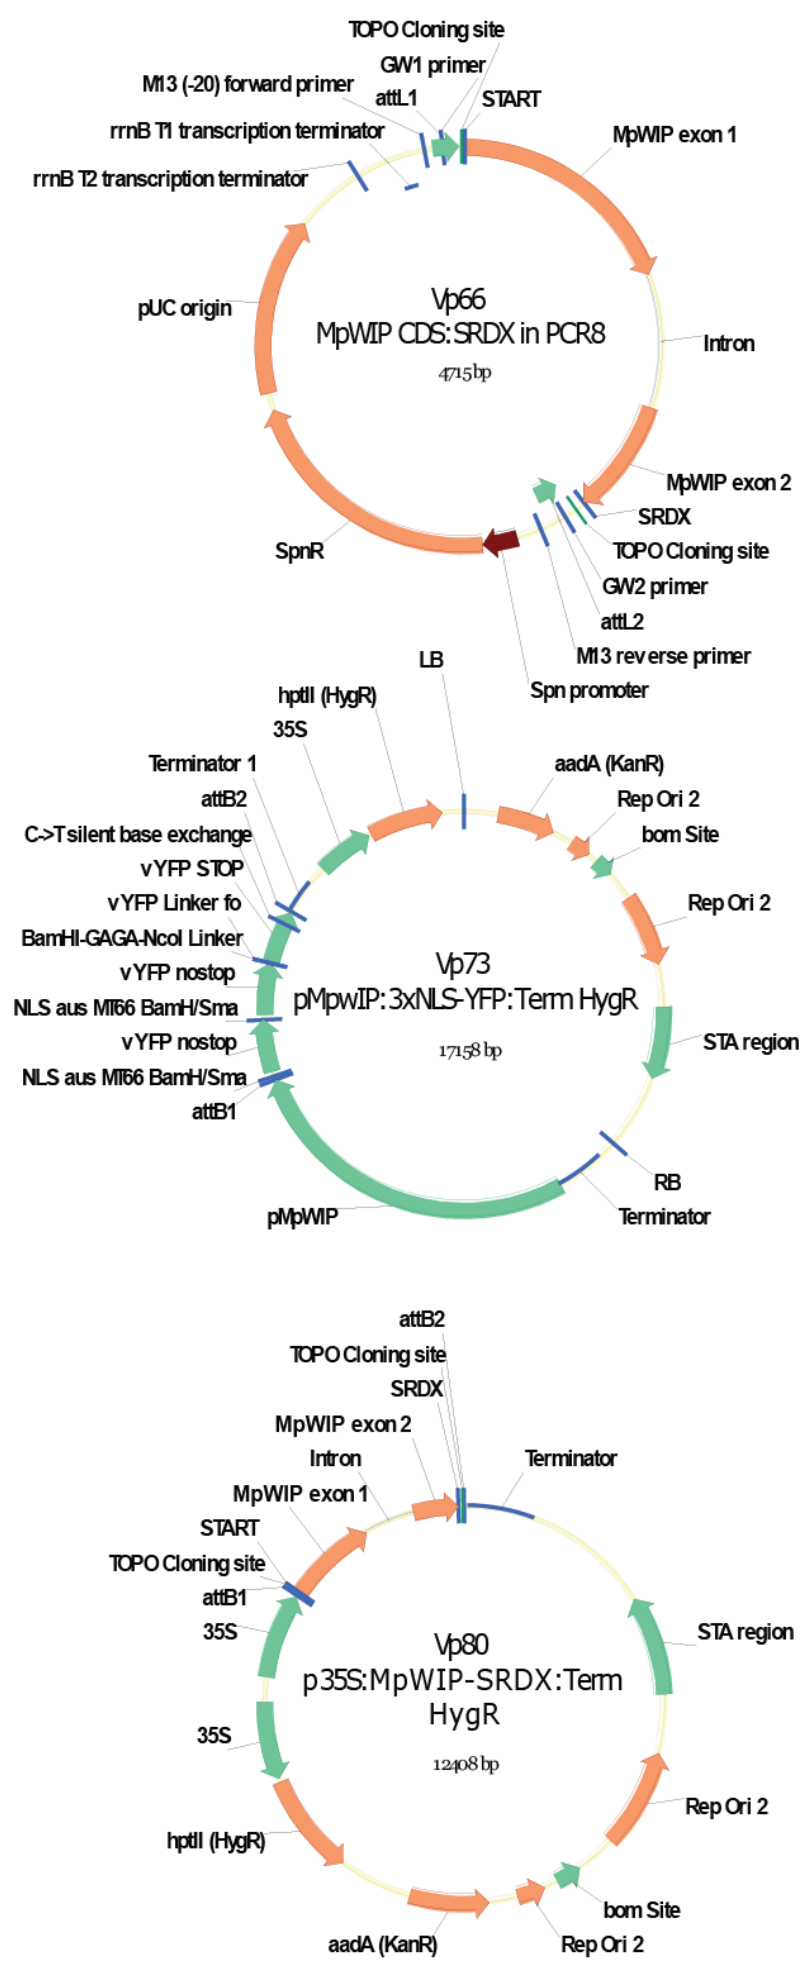 TOPO Cloning site
GW1 primer
M13 (-20) forward primer
attL1
START
rrnB T1 transcription terminator
MpWIP exon 1
rrnB T2 transcription terminator
pUC origin
Vp66
MpWIP CDS:SRDX in PCR8
4715 bp
Intron
MpWIP exon 2
SRDX
SpnR
TOPO Cloning site
GW2 primer
attL2
M13 reverse primer
Spn promoter
LB
hptII (HygR)
35S
Terminator 1
aadA (KanR)
attB2
Rep Ori 2
C->T silent base exchange
bom Site
vYFP STOP
vYFP Linker fo
Rep Ori 2
BamHI-GAGA-NcoI Linker
Vp73
vYFP nostop
pMpwIP:3xNLS-YFP:Term HygR
NLS aus MT66 BamH/Sma
17158 bp
vYFP nostop
STA region
NLS aus MT66 BamH/Sma
attB1
RB
pMpWIP
Terminator
attB2
TOPO Cloning site
SRDX
MpWIP exon 2
Intron
Terminator
MpWIP exon 1
START
TOPO Cloning site
attB1
35S
STA region
Vp80
p35S:MpWIP-SRDX:Term
HygR
35S
12408 bp
Rep Ori 2
hptII (HygR)
bom Site
aadA (KanR)
Rep Ori 2